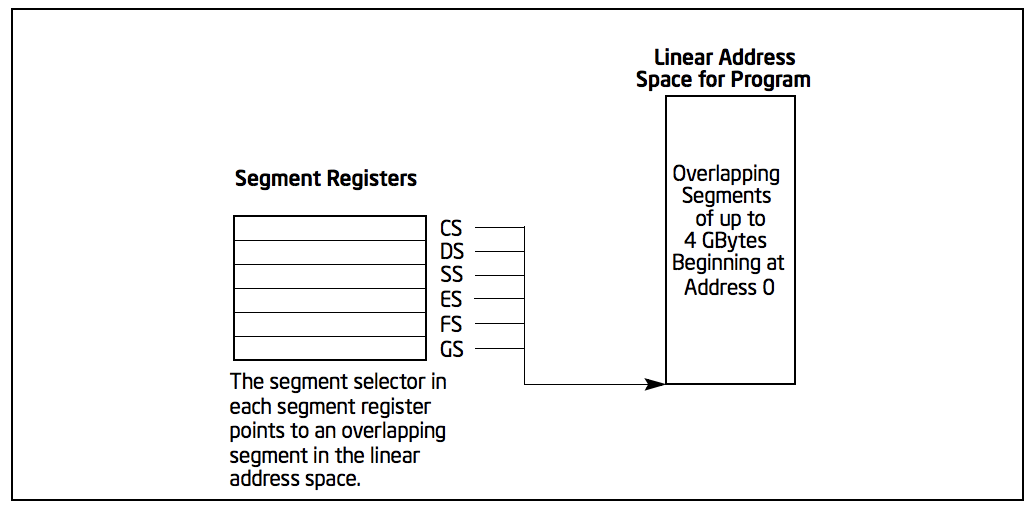 Linear Address
Space for Program
Overlapping
Segments
of up to
4 GBytes
Beginning at
Address 0
Segment Registers
CS
DS
SS
ES
FS
GS
The segment selector in
each segment register
points to an overlapping
segment in the linear
address space.